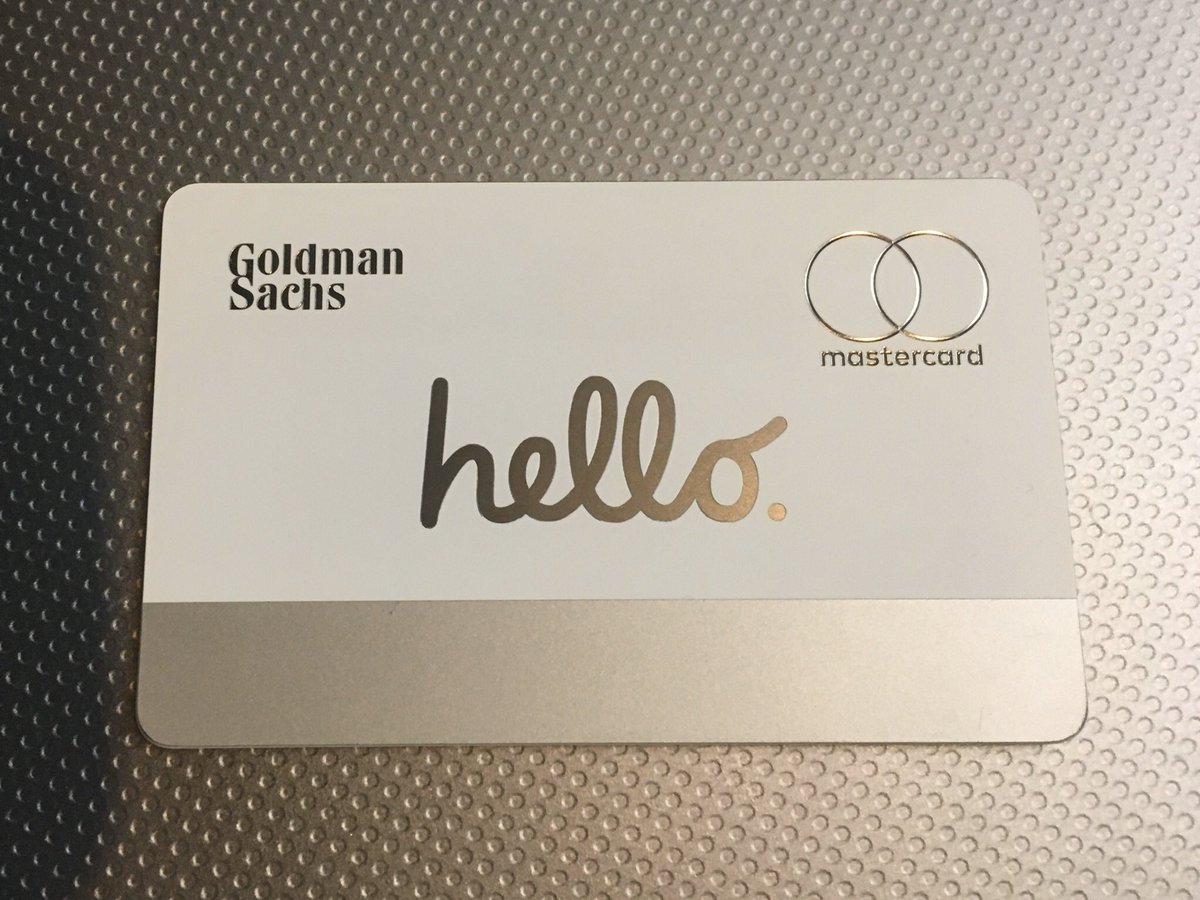 Goldman
Sachs
mastercard
hello.